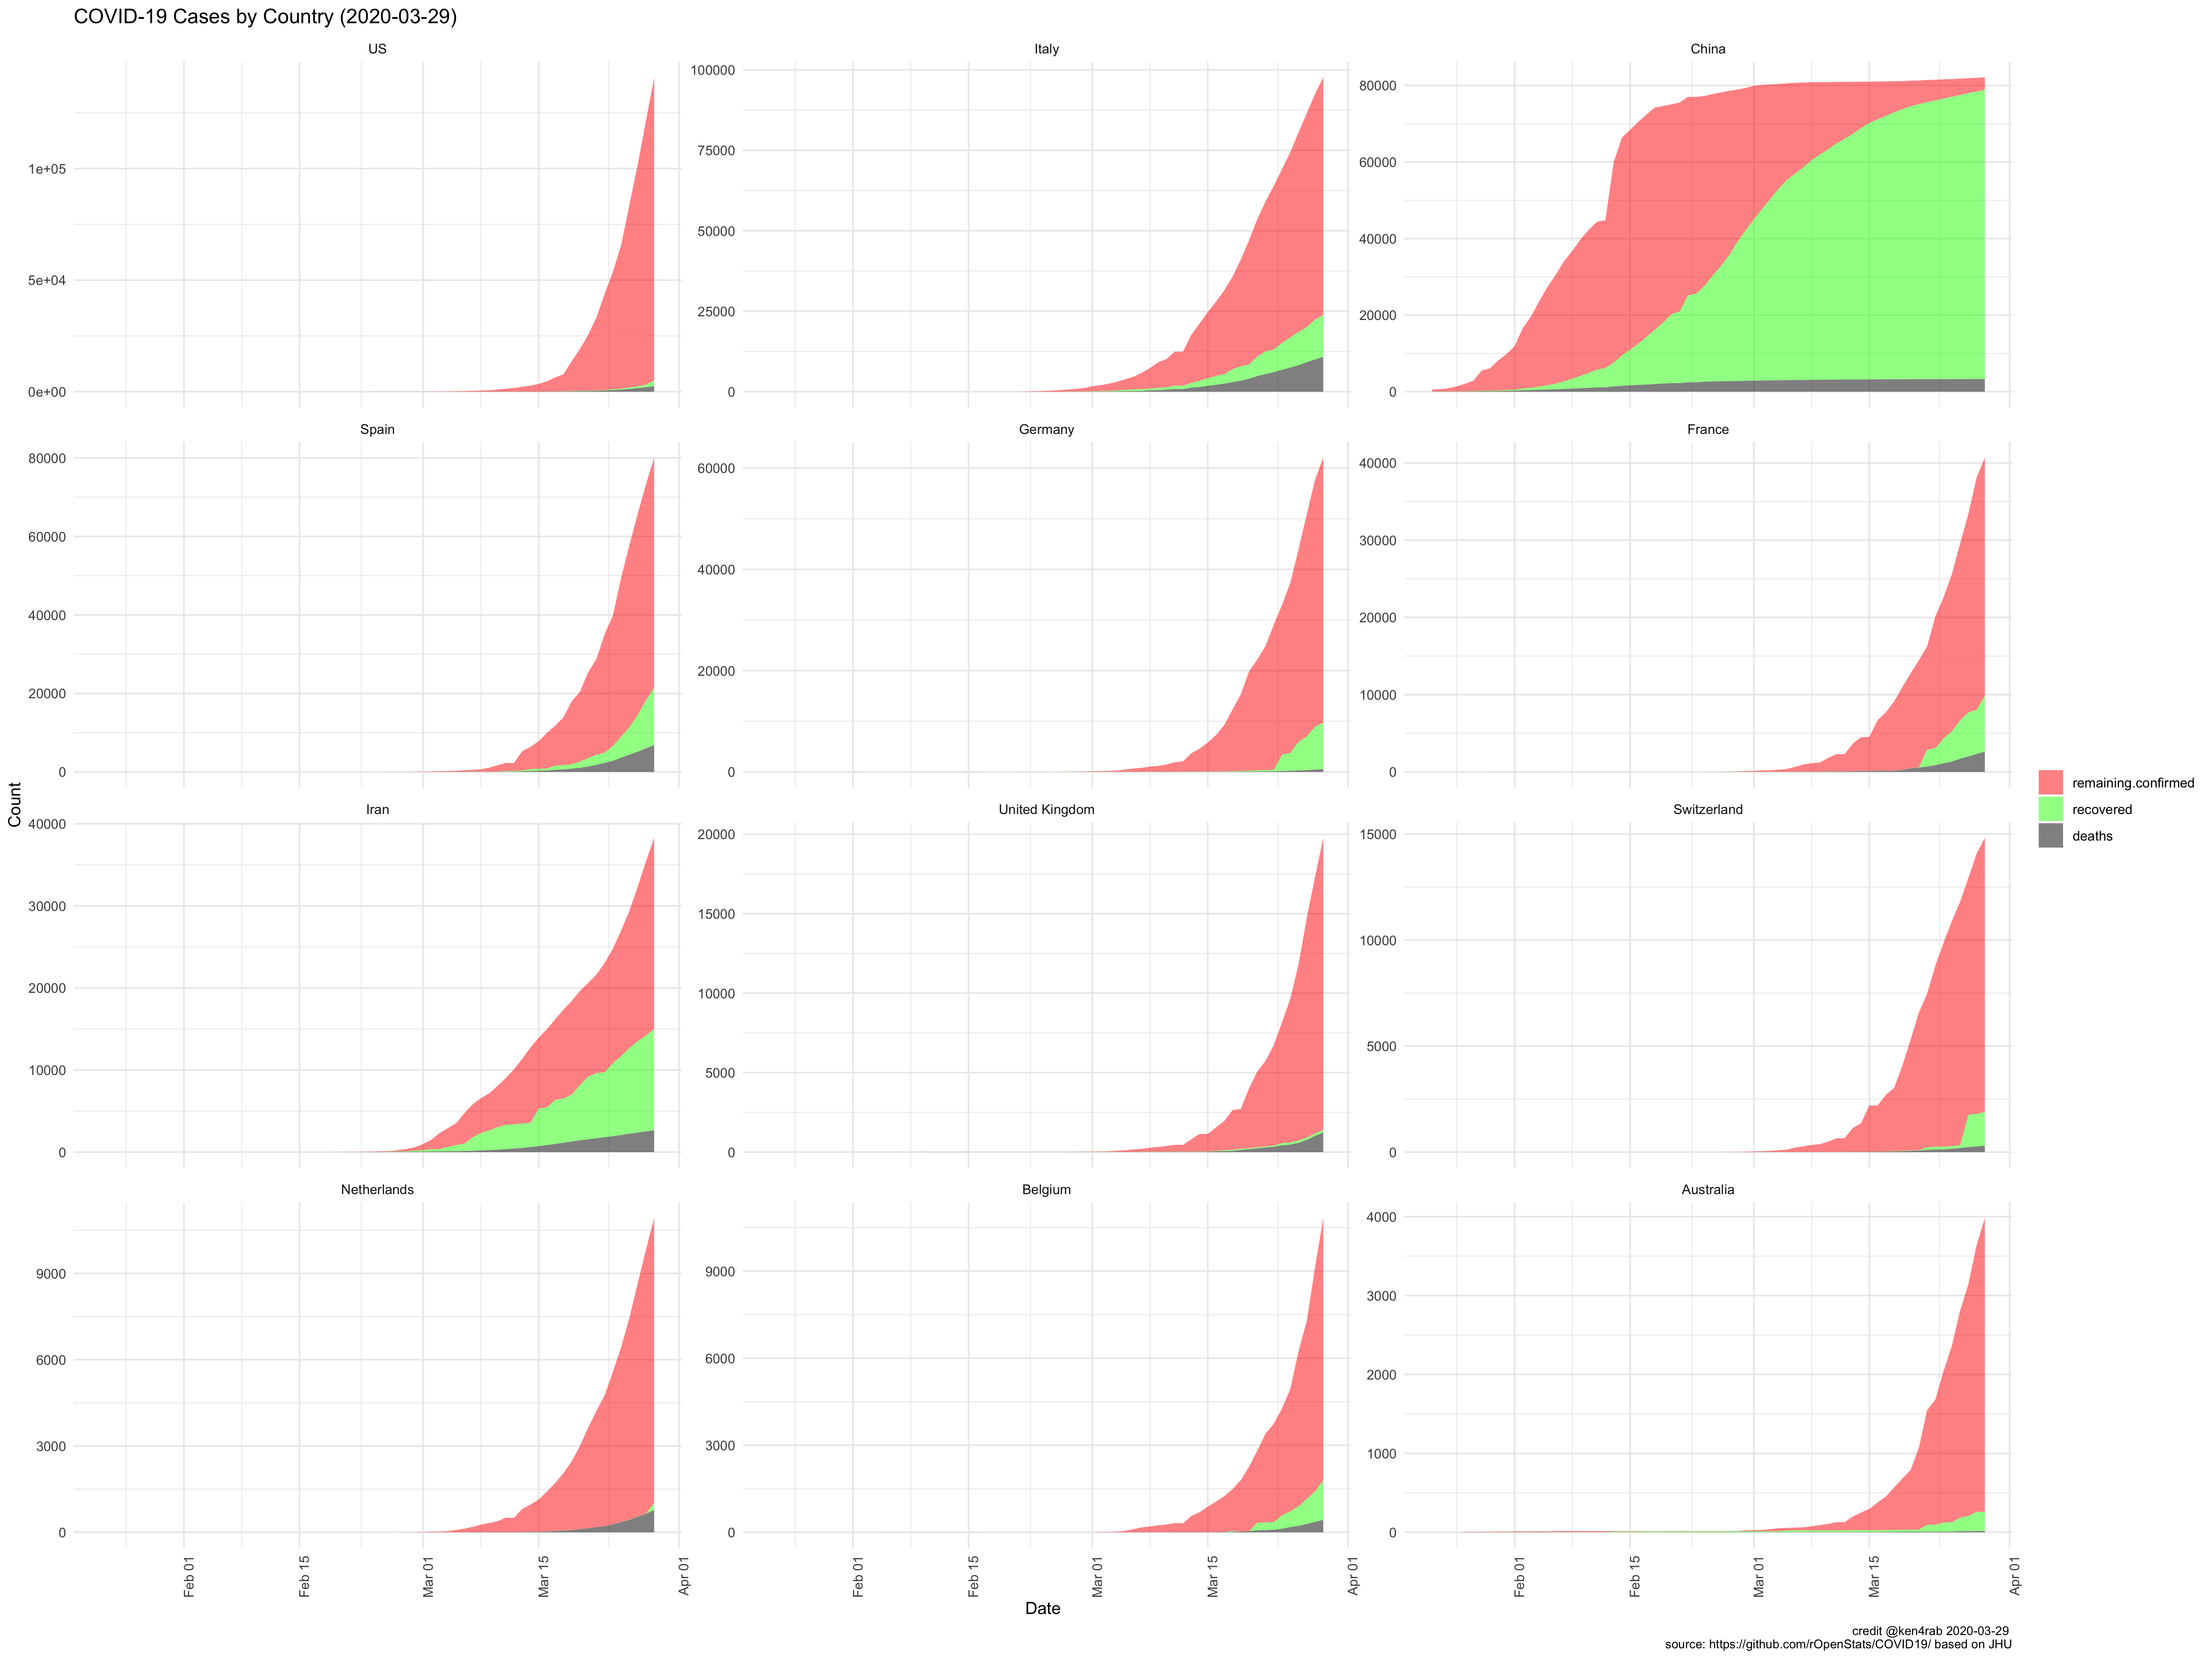 COVID-19 Cases by Country (2020-03-29)
US
Italy
China
1e+05
5e+04
0e+00
100000
75000
50000
25000
0
80000
60000
40000
20000
0
Spain
Germany
France
80000
60000
40000
20000
0
60000
40000
20000
0
40000
30000
20000
10000
0
Count
remaining.confirmed
recovered
deaths
Iran
United Kingdom
Switzerland
40000
30000
20000
10000
0
20000
15000
10000
5000
0
15000
10000
5000
0
Netherlands
Belgium
Australia
9000
6000
3000
0
9000
6000
3000
0
4000
3000
2000
1000
0
Feb 01
Feb 15
Mar 01
Mar 15
Apr 01
Feb 01
Feb 15
Mar 01
Mar 15
Apr 01
Feb 01
Feb 15
Mar 01
Mar 15
Apr 01
Date
credit @ken4rab 2020-03-29
source: https://github.com/rOpenStats/COVID19/ based on JHU